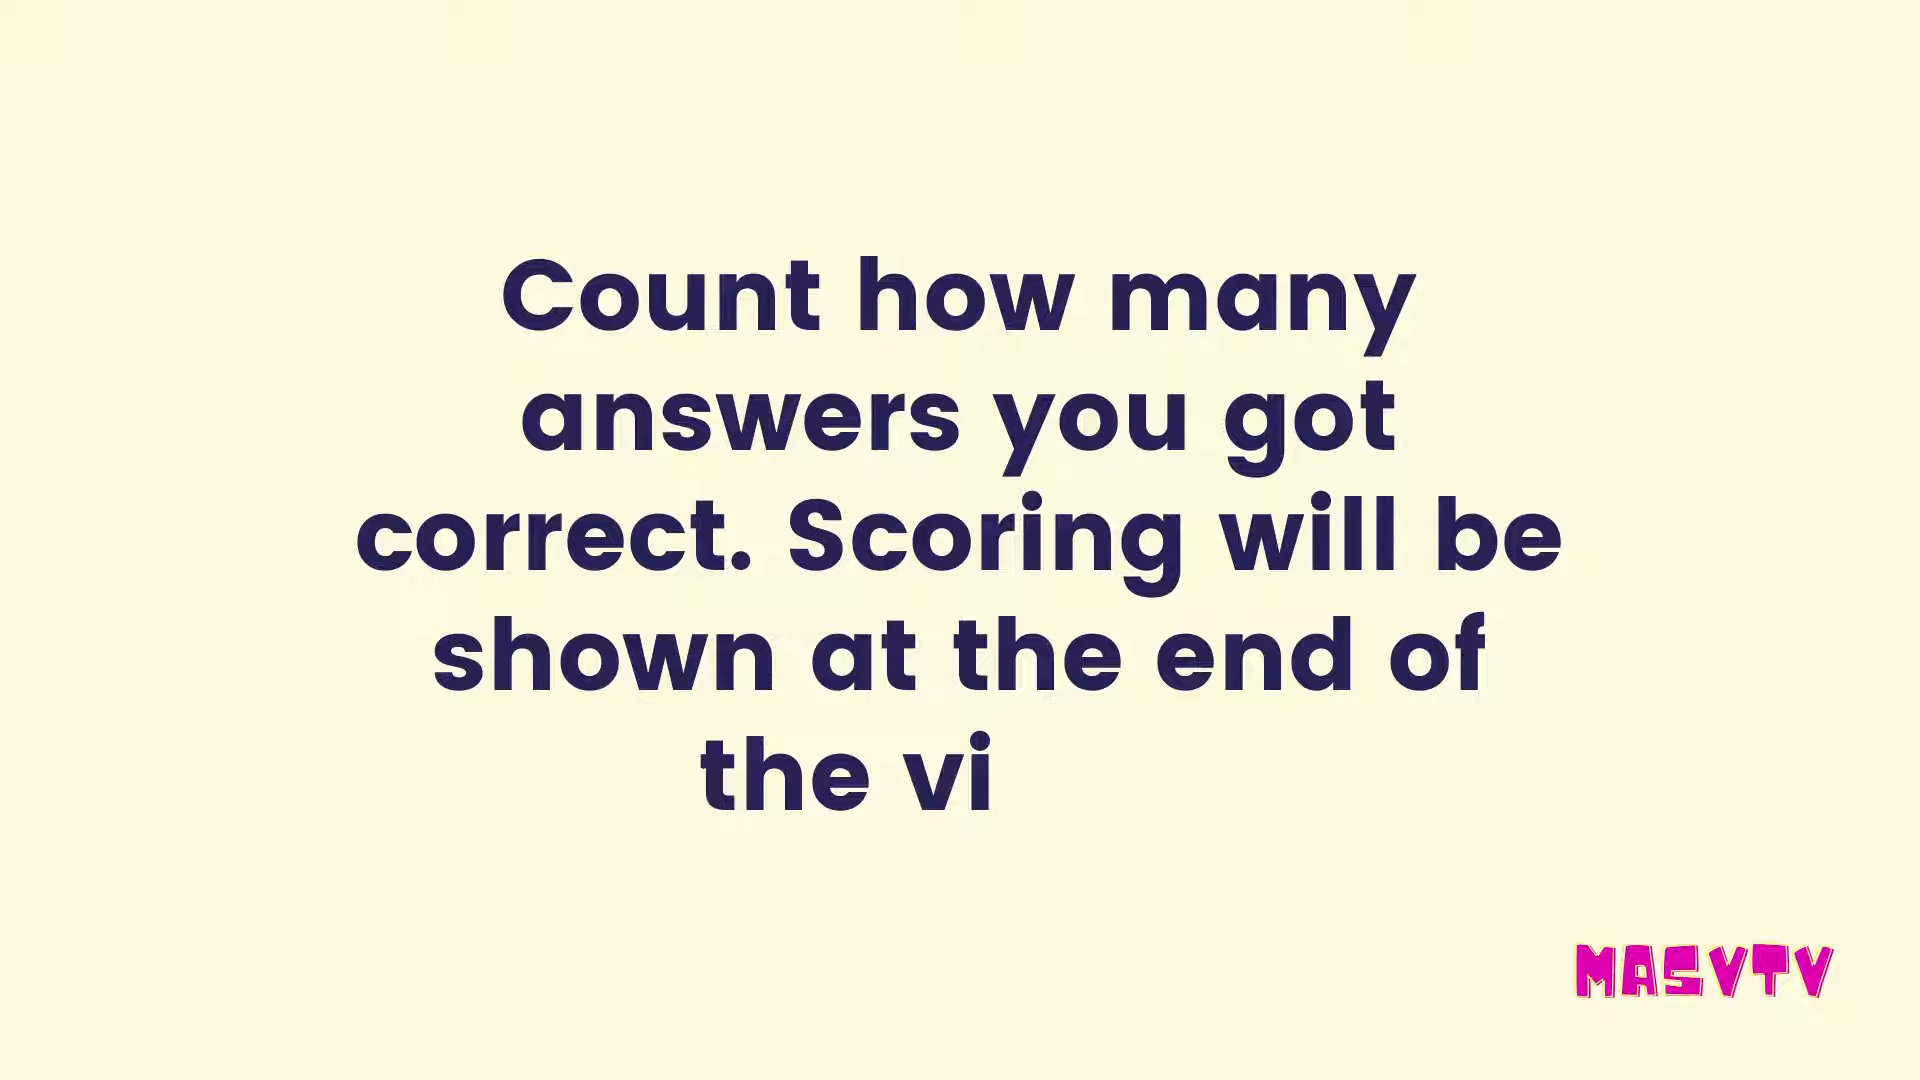 Count how many
answers you got
correct. Scoring will be
shown at the end of
the vi
MASVTV